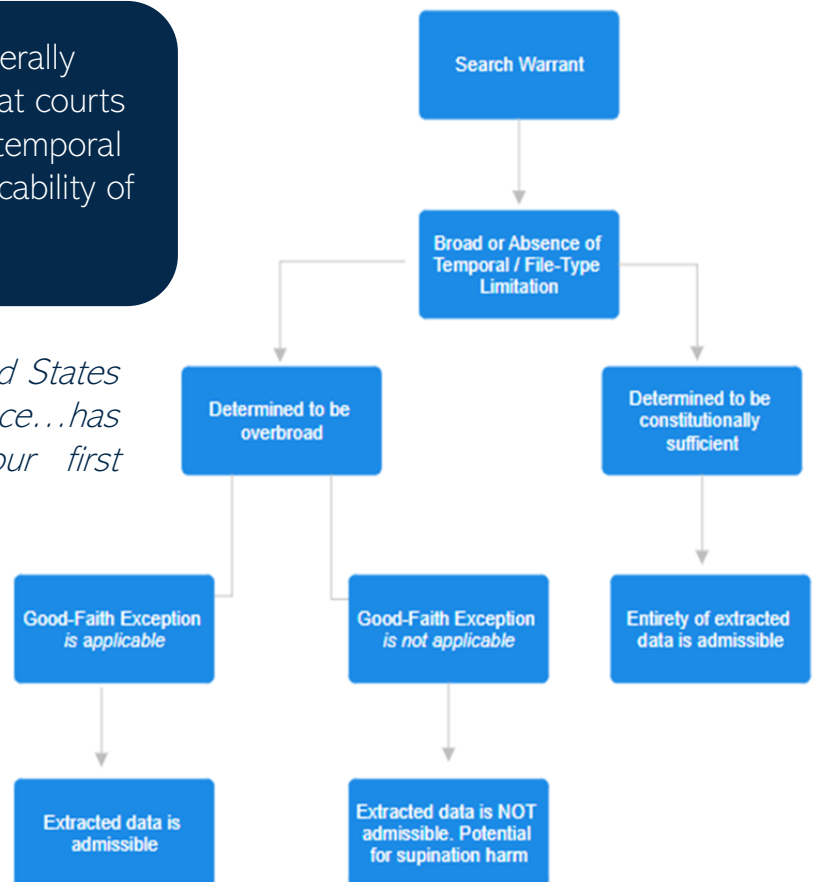 erally
at courts
temporal
cability of
d States
ce...has
our first
Search Warrant
Broad or Absence of
Temporal / File-Type
Limitation
Determined to be
overbroad
Determined to be
constitutionally
sufficient
Good-Faith Exception
is applicable
Good-Faith Exception
is not applicable
Entirety of extracted
data is admissible
Extracted data is
admissible
Extracted data is NOT
admissible. Potential
for supination harm